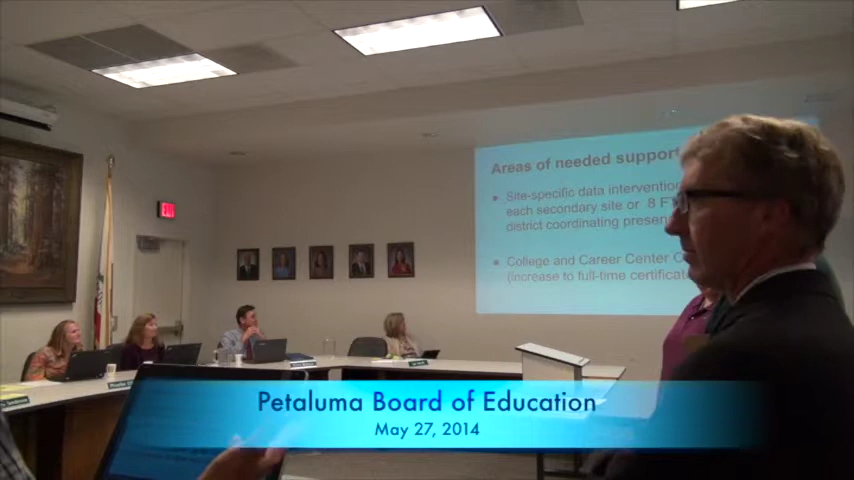 EXIT
Areas of needed support
Site-specific data intervention
each secondary site or 8 F
district coordinating presen
College and Career Center C
(increase to full-time certificat
Petaluma Board of Education
May 27, 2014